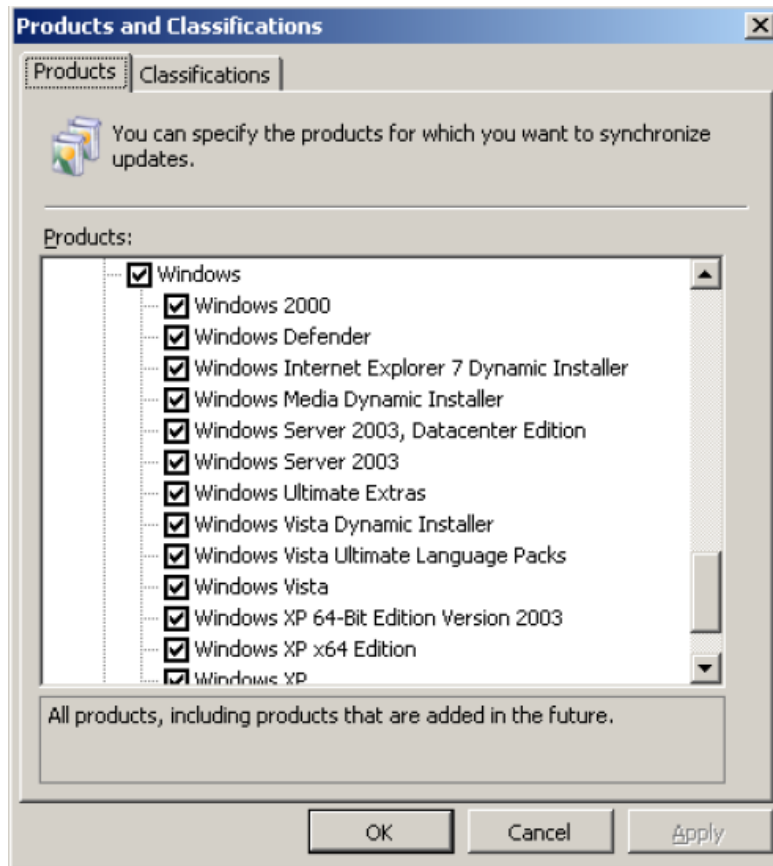 Products and Classifications
Products
Classifications
You can specify the products for which you want to synchronize
updates.
Products:
Windows
Windows 2000
Windows Defender
Windows Internet Explorer 7 Dynamic Installer
Windows Media Dynamic Installer
Windows Server 2003, Datacenter Edition
Windows Server 2003
Windows Ultimate Extras
Windows Vista Dynamic Installer
Windows Vista Ultimate Language Packs
Windows Vista
Windows XP 64-Bit Edition Version 2003
Windows XP x64 Edition
Windows XP
All products, including products that are added in the future.
OK
Cancel
Apply